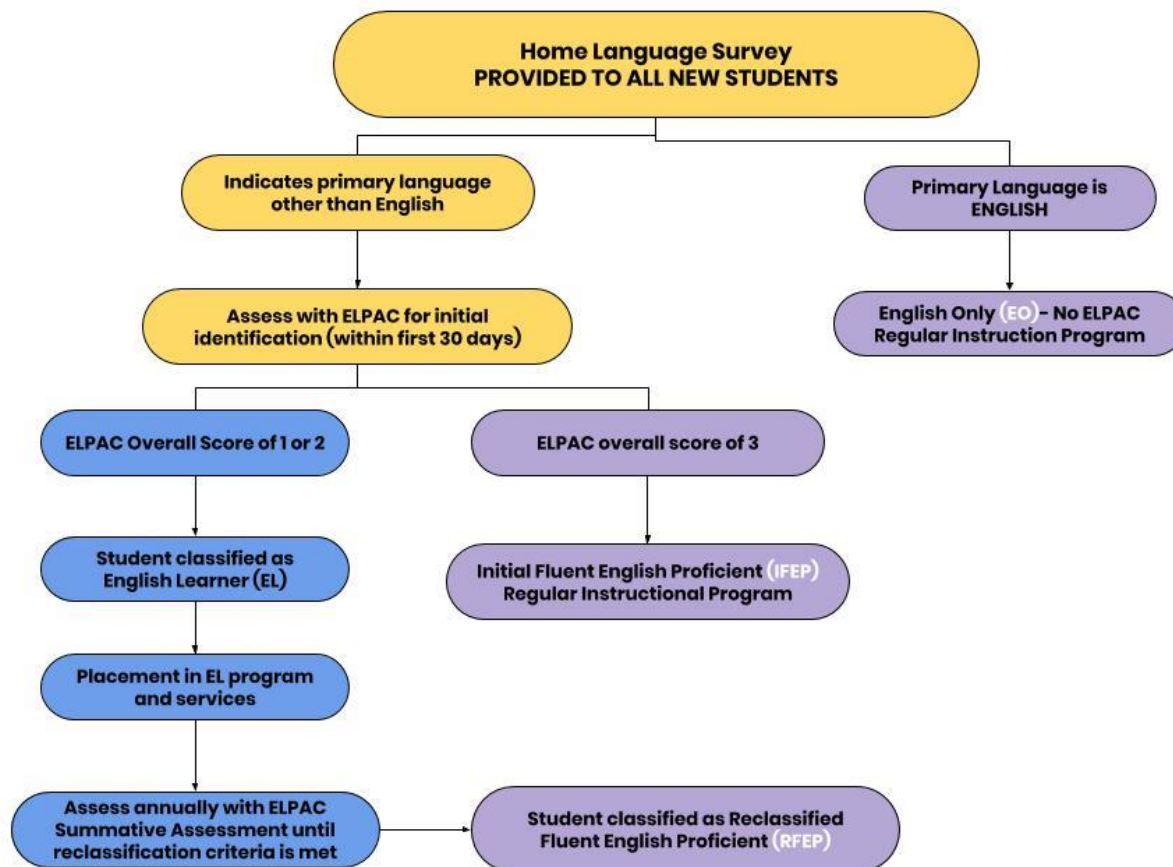 Home Language Survey
PROVIDED TO ALL NEW STUDENTS
Indicates primary language
other than English
Primary Language is
ENGLISH
Assess with ELPAC for initial
identification (within first 30 days)
English Only (EO)- No ELPAC
Regular Instruction Program
ELPAC Overall Score of 1 or 2
ELPAC overall score of 3
Student classified as
English Learner (EL)
Initial Fluent English Proficient (IFEP)
Regular Instructional Program
Placement in EL program
and services
Assess annually with ELPAC
Summative Assessment until
reclassification criteria is met
Student classified as Reclassified
Fluent English Proficient (RFEP)